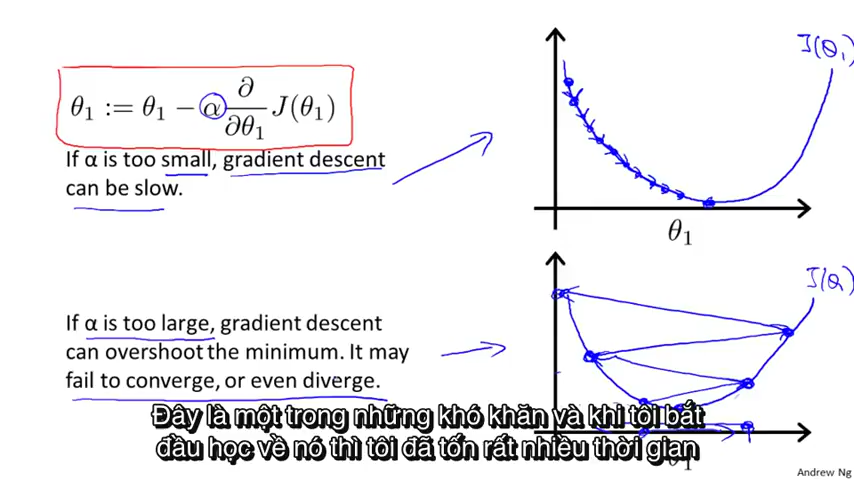 J(θ₁)
θ₁ := θ₁ − α ∂/∂θ₁ J(θ₁)
If α is too small, gradient descent
can be slow.
θ₁
J(θ₁)
If α is too large, gradient descent
can overshoot the minimum. It may
fail to converge, or even diverge.
Đây là một trong những khó khăn và khi tôi bắt
đầu học về nó thì tôi đã tốn rất nhiều thời gian
Andrew Ng